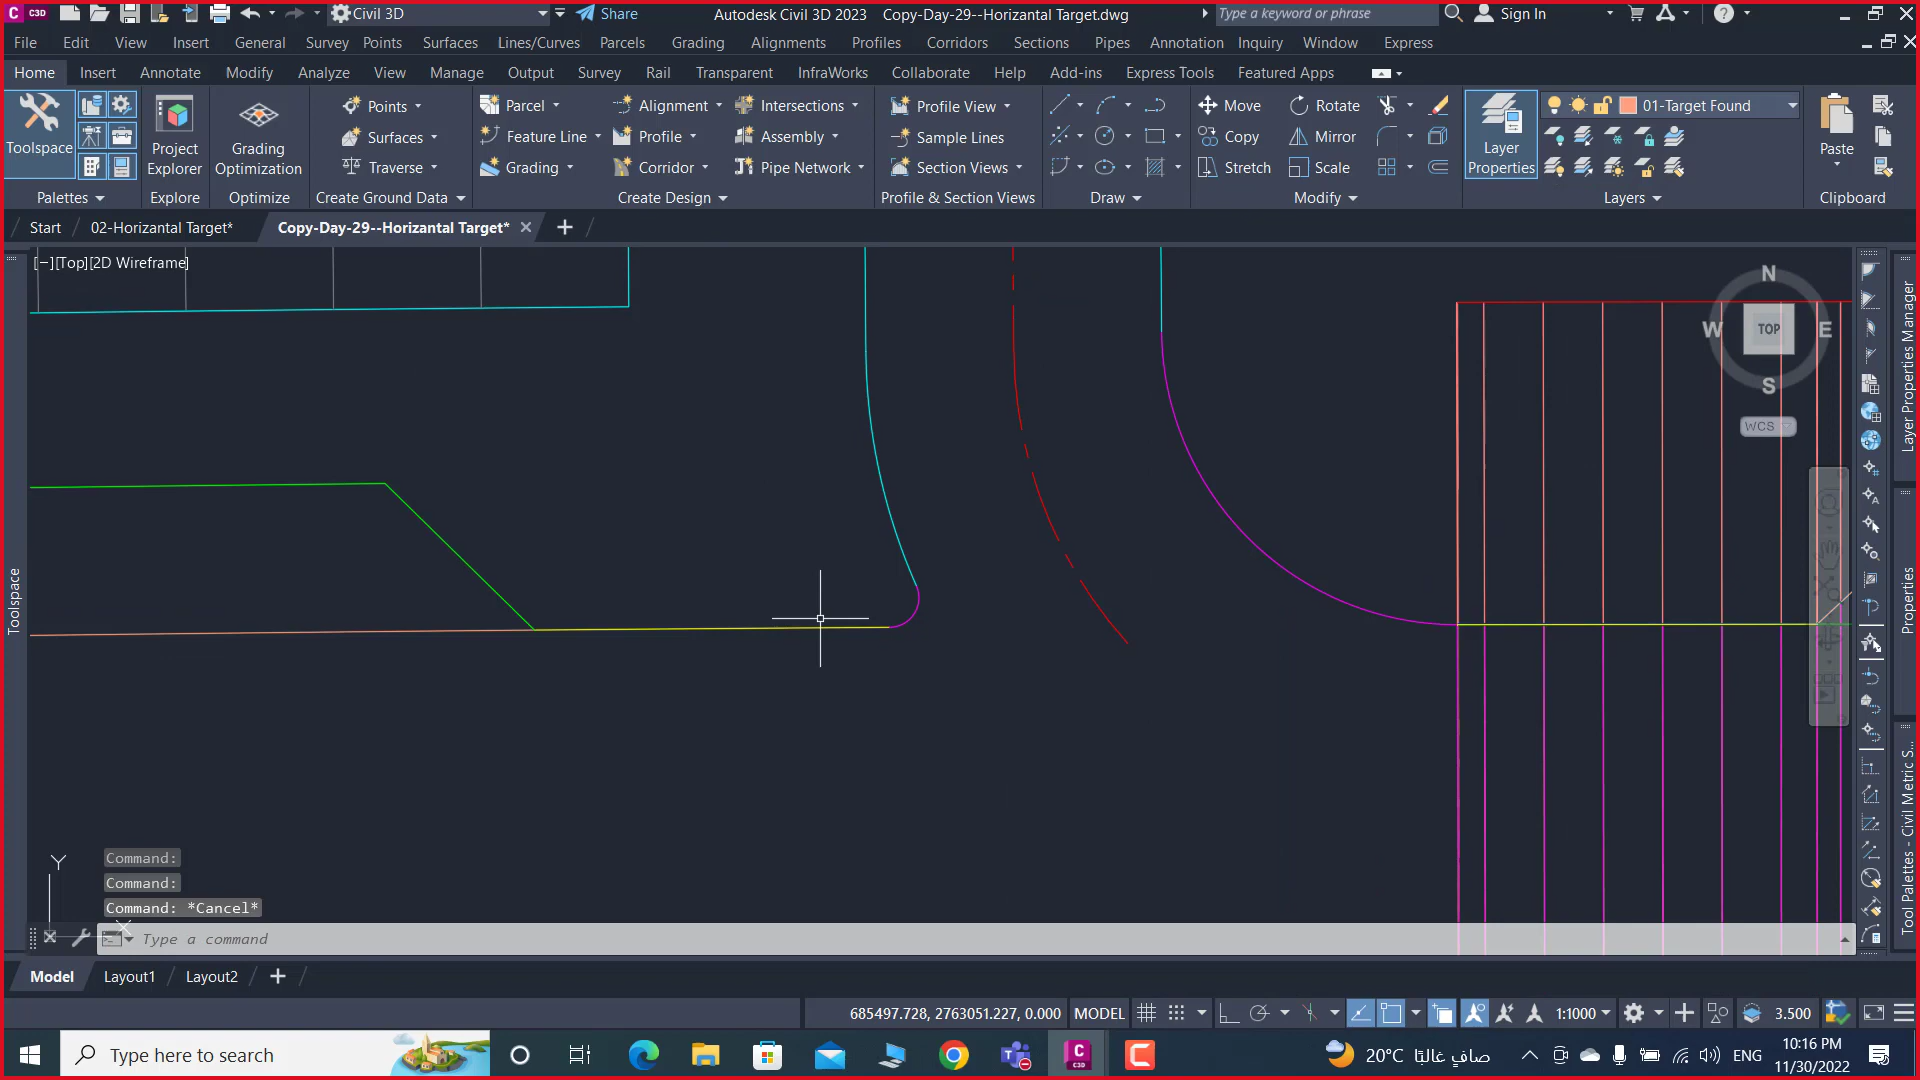 C3D Civil 3D Share Autodesk Civil 3D 2023 Copy-Day-29--Horizantal Target.dwg Type a keyword or phrase Sign In
File Edit View Insert General Survey Points Surfaces Lines/Curves Parcels Grading Alignments Profiles Corridors Sections Pipes Annotation Inquiry Window Express
Home Insert Annotate Modify Analyze View Manage Output Survey Rail Transparent InfraWorks Collaborate Help Add-ins Express Tools Featured Apps
Points Parcel Alignment Intersections Profile View Move Rotate 01-Target Found
Toolspace Project Explorer Grading Optimization Surfaces Feature Line Profile Assembly Sample Lines Copy Mirror Layer Properties Paste
Traverse Grading Corridor Pipe Network Section Views Stretch Scale
Palettes Explore Optimize Create Ground Data Create Design Profile & Section Views Draw Modify Layers Clipboard
Start 02-Horizantal Target* Copy-Day-29--Horizantal Target*
[−][Top][2D Wireframe]
N
W TOP E
S
WCS
Toolspace
Layer Properties Manager
Properties
Tool Palettes - Civil Metric S...
Y
X
Command:
Command:
Command: *Cancel*
Type a command
Model Layout1 Layout2
685497.728, 2763051.227, 0.000 MODEL 1:1000 3.500
Type here to search 20°C صافٍ غالبًا ENG 10:16 PM
11/30/2022